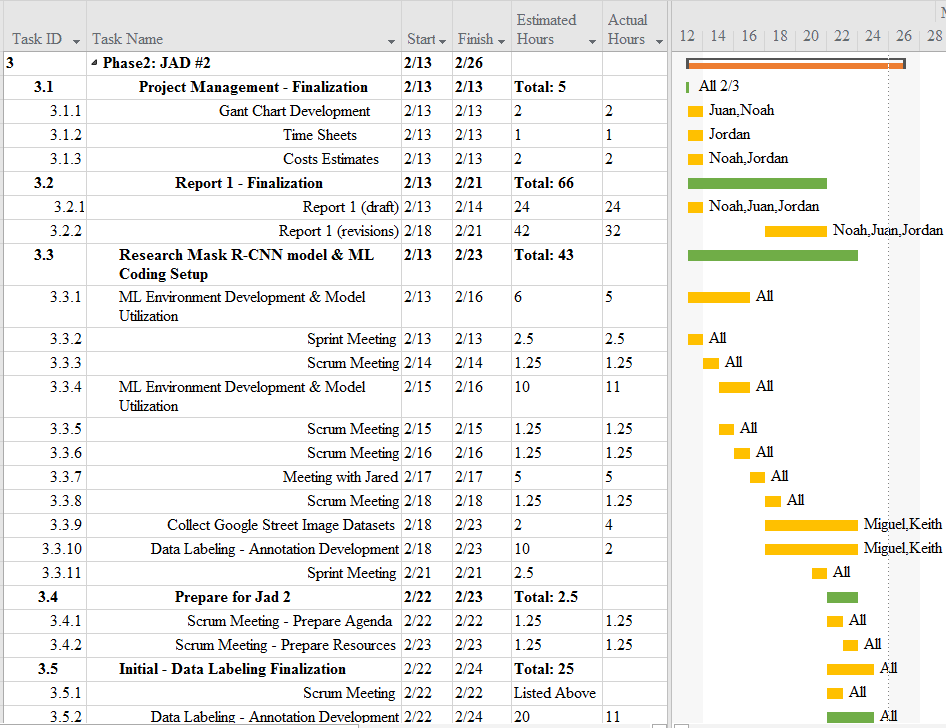 Task ID Task Name Start Finish Estimated Hours Actual Hours 12 14 16 18 20 22 24 26 28
3 Phase2: JAD #2 2/13 2/26
3.1 Project Management - Finalization 2/13 2/13 Total: 5 All 2/3
3.1.1 Gant Chart Development 2/13 2/13 2 2 Juan,Noah
3.1.2 Time Sheets 2/13 2/13 1 1 Jordan
3.1.3 Costs Estimates 2/13 2/13 2 2 Noah,Jordan
3.2 Report 1 - Finalization 2/13 2/21 Total: 66
3.2.1 Report 1 (draft) 2/13 2/14 24 24 Noah,Juan,Jordan
3.2.2 Report 1 (revisions) 2/18 2/21 42 32 Noah,Juan,Jordan
3.3 Research Mask R-CNN model & ML 2/13 2/23 Total: 43
Coding Setup
3.3.1 ML Environment Development & Model 2/13 2/16 6 5 All
Utilization
3.3.2 Sprint Meeting 2/13 2/13 2.5 2.5 All
3.3.3 Scrum Meeting 2/14 2/14 1.25 1.25 All
3.3.4 ML Environment Development & Model 2/15 2/16 10 11 All
Utilization
3.3.5 Scrum Meeting 2/15 2/15 1.25 1.25 All
3.3.6 Scrum Meeting 2/16 2/16 1.25 1.25 All
3.3.7 Meeting with Jared 2/17 2/17 5 5 All
3.3.8 Scrum Meeting 2/18 2/18 1.25 1.25 All
3.3.9 Collect Google Street Image Datasets 2/18 2/23 2 4 Miguel,Keith
3.3.10 Data Labeling - Annotation Development 2/18 2/23 10 2 Miguel,Keith
3.3.11 Sprint Meeting 2/21 2/21 2.5 All
3.4 Prepare for Jad 2 2/22 2/23 Total: 2.5
3.4.1 Scrum Meeting - Prepare Agenda 2/22 2/22 1.25 1.25 All
3.4.2 Scrum Meeting - Prepare Resources 2/23 2/23 1.25 1.25 All
3.5 Initial - Data Labeling Finalization 2/22 2/24 Total: 25 All
3.5.1 Scrum Meeting 2/22 2/22 Listed Above All
3.5.2 Data Labeling - Annotation Development 2/22 2/24 20 11 All